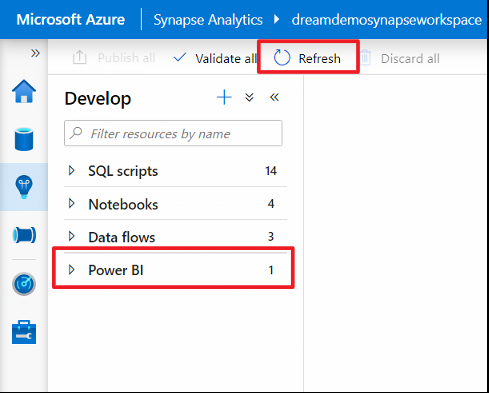 Microsoft Azure Synapse Analytics dreamdemosynapseworkspace
Publish all Validate all Refresh Discard all
Develop
Filter resources by name
SQL scripts 14
Notebooks 4
Data flows 3
Power BI 1